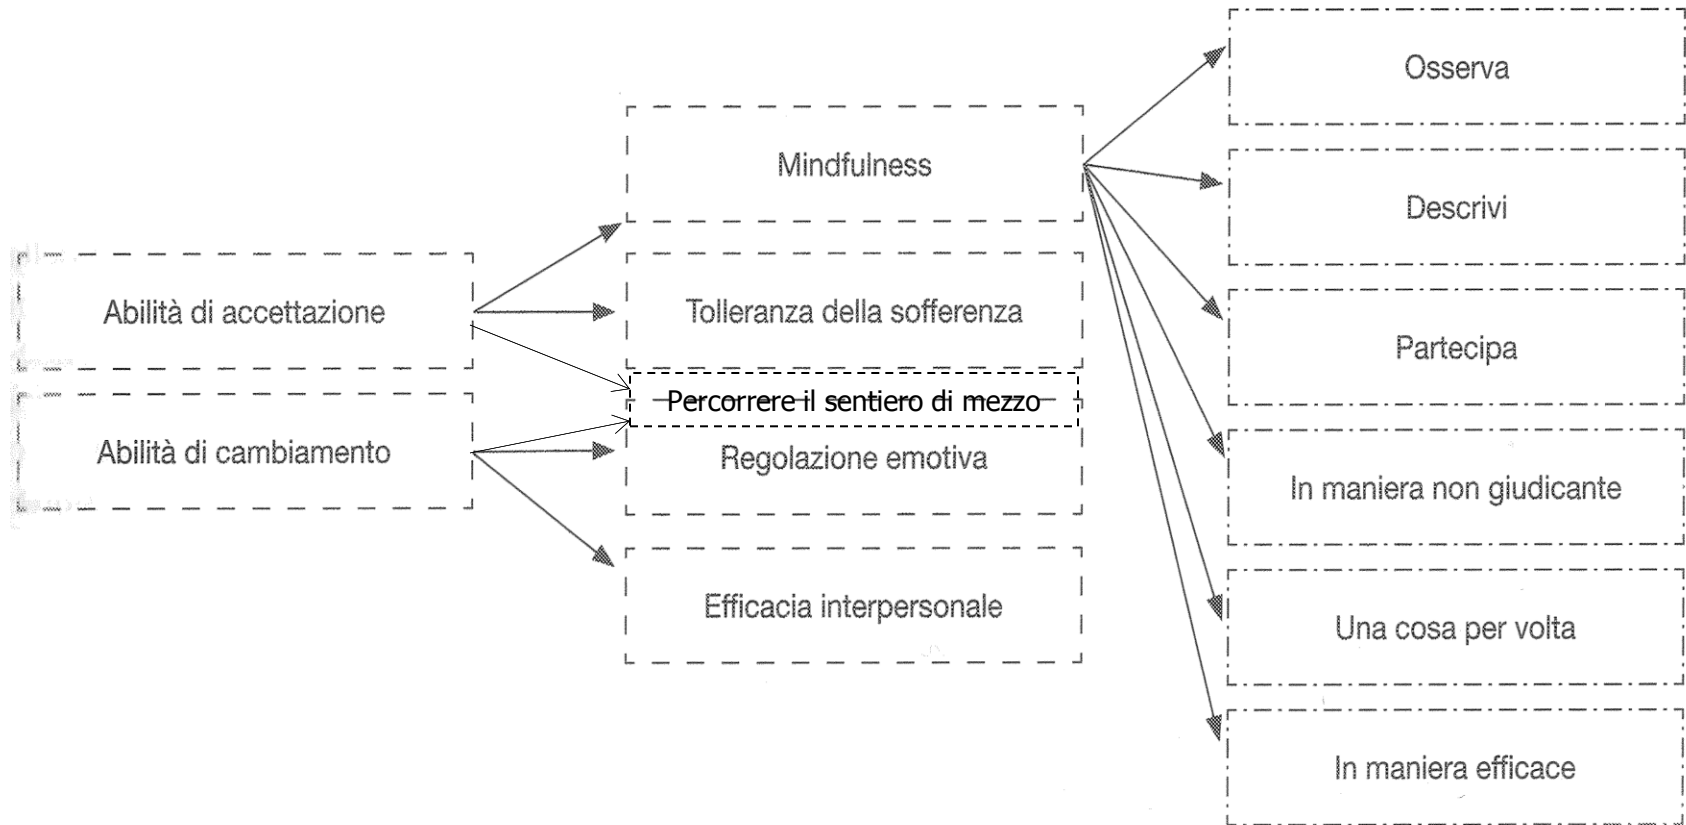 Abilità di accettazione
Abilità di cambiamento
Mindfulness
Tolleranza della sofferenza
Percorrere il sentiero di mezzo
Regolazione emotiva
Efficacia interpersonale
Osserva
Descrivi
Partecipa
In maniera non giudicante
Una cosa per volta
In maniera efficace